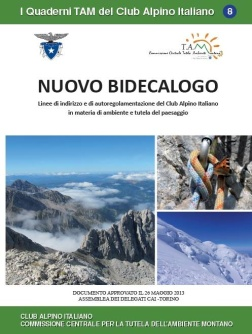 I Quaderni TAM del Club Alpino Italiano 8
TAM
Commissione Centrale Tutela Ambiente Montano
NUOVO BIDECALOGO
Linee di indirizzo e di autoregolamentazione del Club Alpino Italiano
in materia di ambiente e tutela del paesaggio
DOCUMENTO APPROVATO IL 26 MAGGIO 2013
ASSEMBLEA DEI DELEGATI CAI -TORINO
CLUB ALPINO ITALIANO
COMMISSIONE CENTRALE PER LA TUTELA DELL'AMBIENTE MONTANO